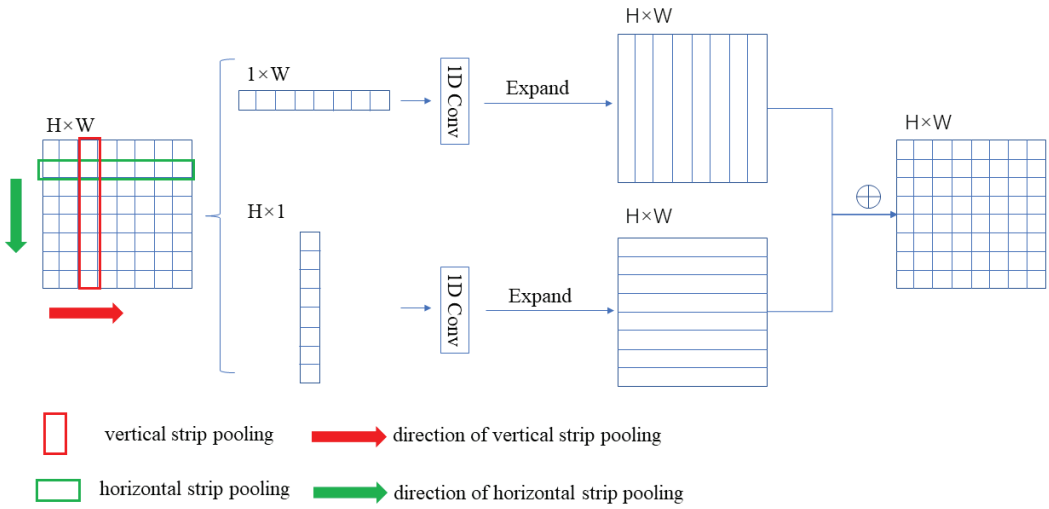 H×W
1×W
1D Conv
Expand
H×W
H×W
H×1
1D Conv
Expand
H×W
vertical strip pooling
direction of vertical strip pooling
horizontal strip pooling
direction of horizontal strip pooling